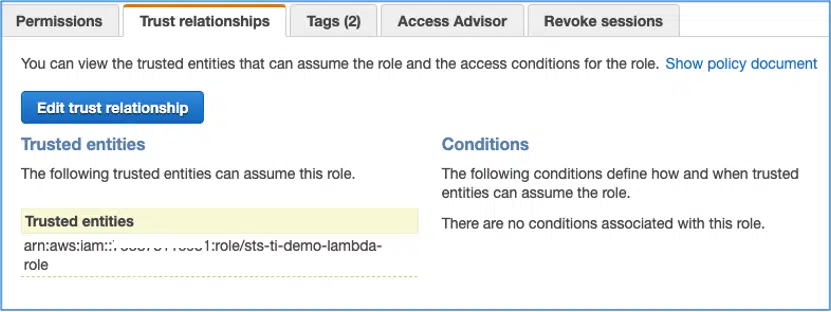 Permissions
Trust relationships
Tags (2)
Access Advisor
Revoke sessions
You can view the trusted entities that can assume the role and the access conditions for the role. Show policy document
Edit trust relationship
Trusted entities
The following trusted entities can assume this role.
Trusted entities
arn:aws:iam:: :role/sts-ti-demo-lambda-
role
Conditions
The following conditions define how and when trusted
entities can assume the role.
There are no conditions associated with this role.